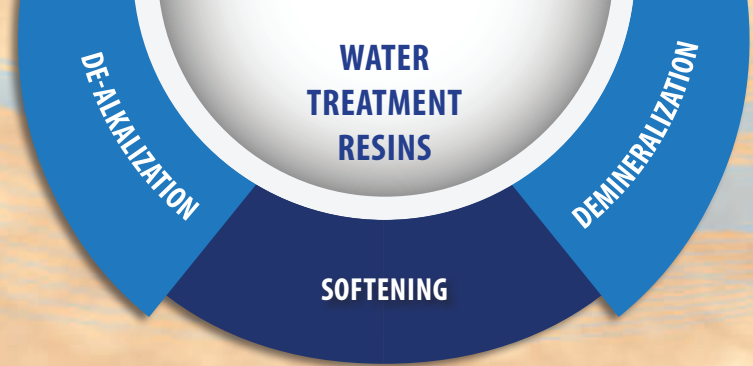 WATER
TREATMENT
RESINS
DE-ALKALIZATION
SOFTENING
DEMINERALIZATION